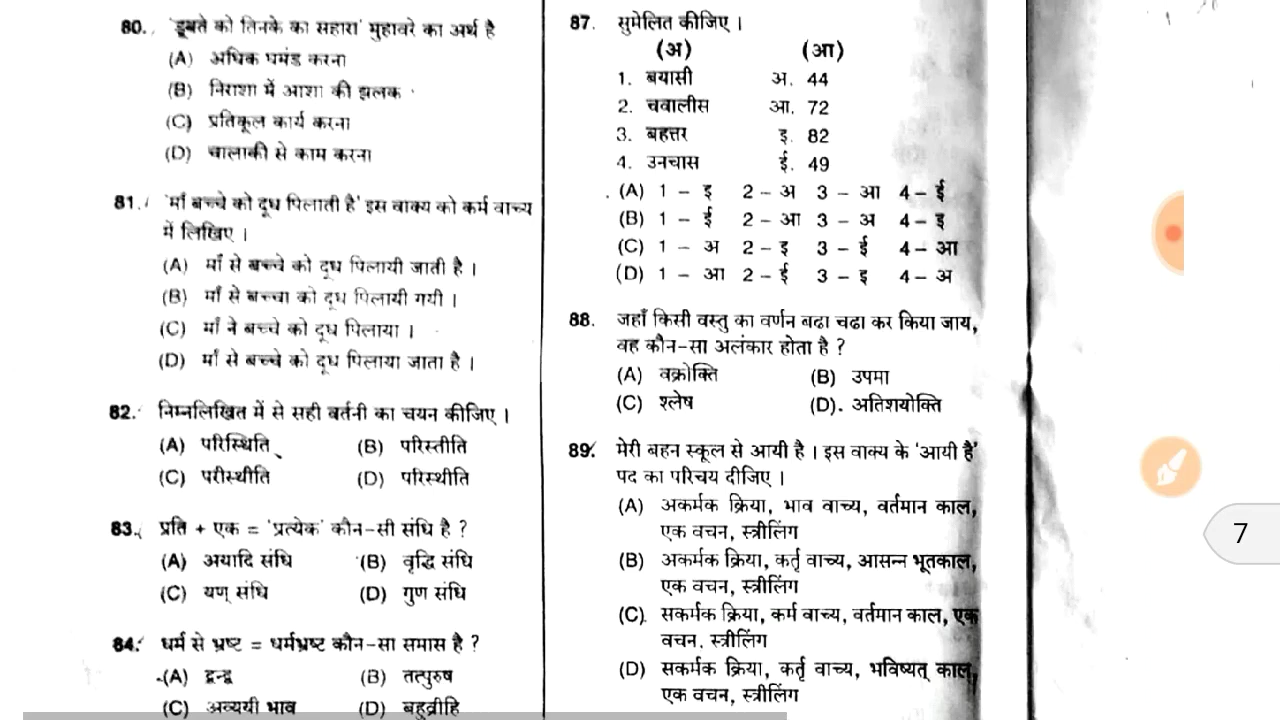 80. 'डूबते को तिनके का सहारा' मुहावरे का अर्थ है
(A) अधिक घमंड करना
(B) निराशा में आशा की झलक
(C) प्रतिकूल कार्य करना
(D) चालाकी से काम करना
81. 'माँ बच्चे को दूध पिलाती है' इस वाक्य को कर्म वाच्य
में लिखिए ।
(A) माँ से बच्चे को दूध पिलायी जाती है ।
(B) माँ से बच्चा को दूध पिलायी गयी ।
(C) माँ ने बच्चे को दूध पिलाया ।
(D) माँ से बच्चे को दूध पिलाया जाता है ।
82. निम्नलिखित में से सही बर्तनी का चयन कीजिए ।
(A) परिस्थिति (B) परिस्तीति
(C) परीस्थीति (D) परिस्थीति
83. प्रति + एक = 'प्रत्येक' कौन-सी संधि है ?
(A) अयादि संधि (B) वृद्धि संधि
(C) यण् संधि (D) गुण संधि
84. धर्म से भ्रष्ट = धर्मभ्रष्ट कौन-सा समास है ?
(A) द्वन्द्व (B) तत्पुरुष
(C) अव्ययी भाव (D) बहुव्रीहि
87. सुमेलित कीजिए ।
(अ) (आ)
1. बयासी अ. 44
2. चवालीस आ. 72
3. बहत्तर इ. 82
4. उनचास ई. 49
(A) 1 – इ 2 – अ 3 – आ 4 – ई
(B) 1 – ई 2 – आ 3 – अ 4 – इ
(C) 1 – अ 2 – इ 3 – ई 4 – आ
(D) 1 – आ 2 – ई 3 – इ 4 – अ
88. जहाँ किसी वस्तु का वर्णन बढा चढा कर किया जाय,
वह कौन-सा अलंकार होता है ?
(A) वक्रोक्ति (B) उपमा
(C) श्लेष (D). अतिशयोक्ति
89. मेरी बहन स्कूल से आयी है । इस वाक्य के 'आयी है'
पद का परिचय दीजिए ।
(A) अकर्मक क्रिया, भाव वाच्य, वर्तमान काल,
एक वचन, स्त्रीलिंग
(B) अकर्मक क्रिया, कर्तृ वाच्य, आसन्न भूतकाल,
एक वचन, स्त्रीलिंग
(C) सकर्मक क्रिया, कर्म वाच्य, वर्तमान काल, एक
वचन, स्त्रीलिंग
(D) सकर्मक क्रिया, कर्तृ वाच्य, भविष्यत् काल,
एक वचन, स्त्रीलिंग
7